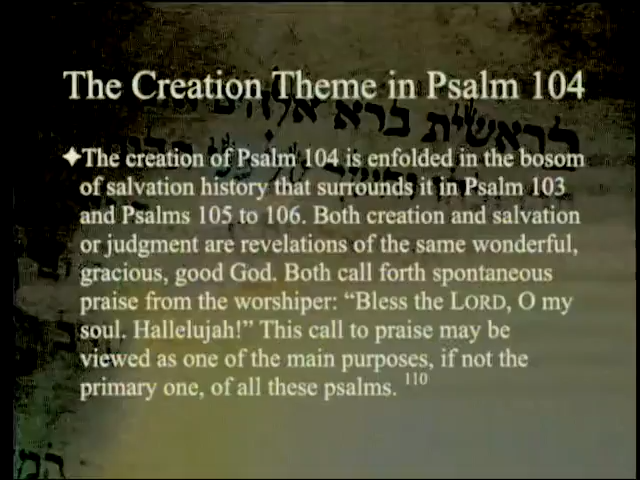 The Creation Theme in Psalm 104
בראשית ברא אלהים
✦The creation of Psalm 104 is enfolded in the bosom
of salvation history that surrounds it in Psalm 103
and Psalms 105 to 106. Both creation and salvation
or judgment are revelations of the same wonderful,
gracious, good God. Both call forth spontaneous
praise from the worshiper: “Bless the LORD, O my
soul. Hallelujah!” This call to praise may be
viewed as one of the main purposes, if not the
primary one, of all these psalms. 110